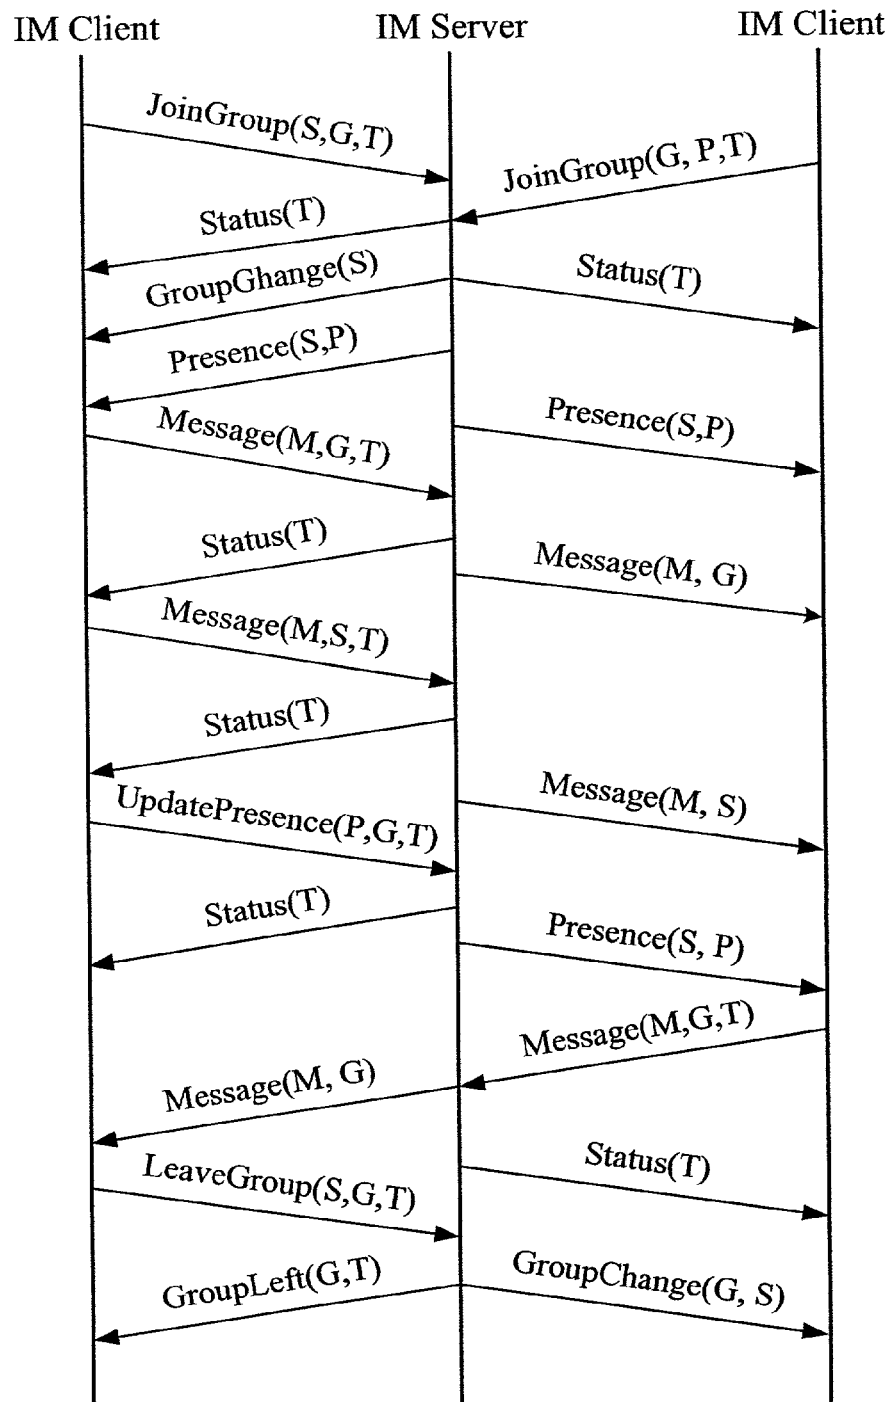 IM Client IM Server IM Client
JoinGroup(S,G,T)
JoinGroup(G, P,T)
Status(T)
GroupGhange(S)
Status(T)
Presence(S,P)
Presence(S,P)
Message(M,G,T)
Status(T)
Message(M, G)
Message(M,S,T)
Status(T)
Message(M, S)
UpdatePresence(P,G,T)
Status(T)
Presence(S, P)
Message(M,G,T)
Message(M, G)
Status(T)
LeaveGroup(S,G,T)
GroupLeft(G,T)
GroupChange(G, S)